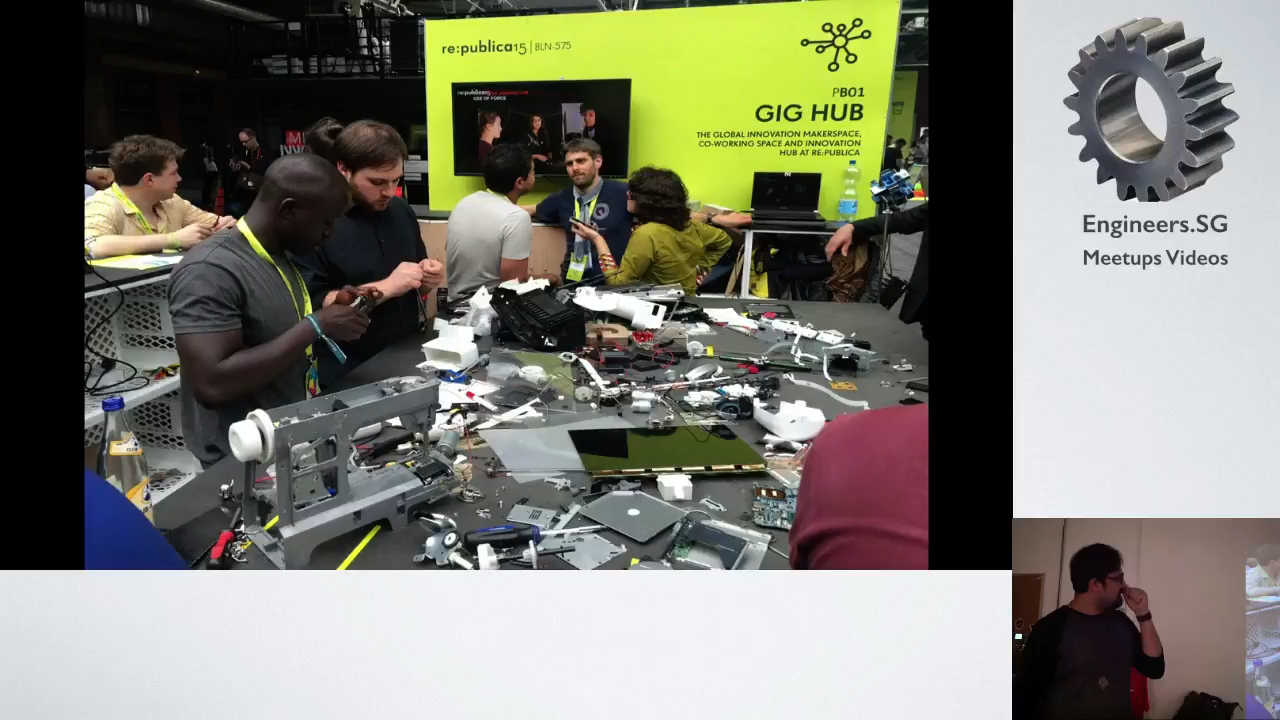 re:publica15 | BLN-575
USE OF FORCE
PB01
GIG HUB
THE GLOBAL INNOVATION MAKERSPACE,
CO-WORKING SPACE AND INNOVATION
HUB AT RE:PUBLICA
Engineers.SG
Meetups Videos